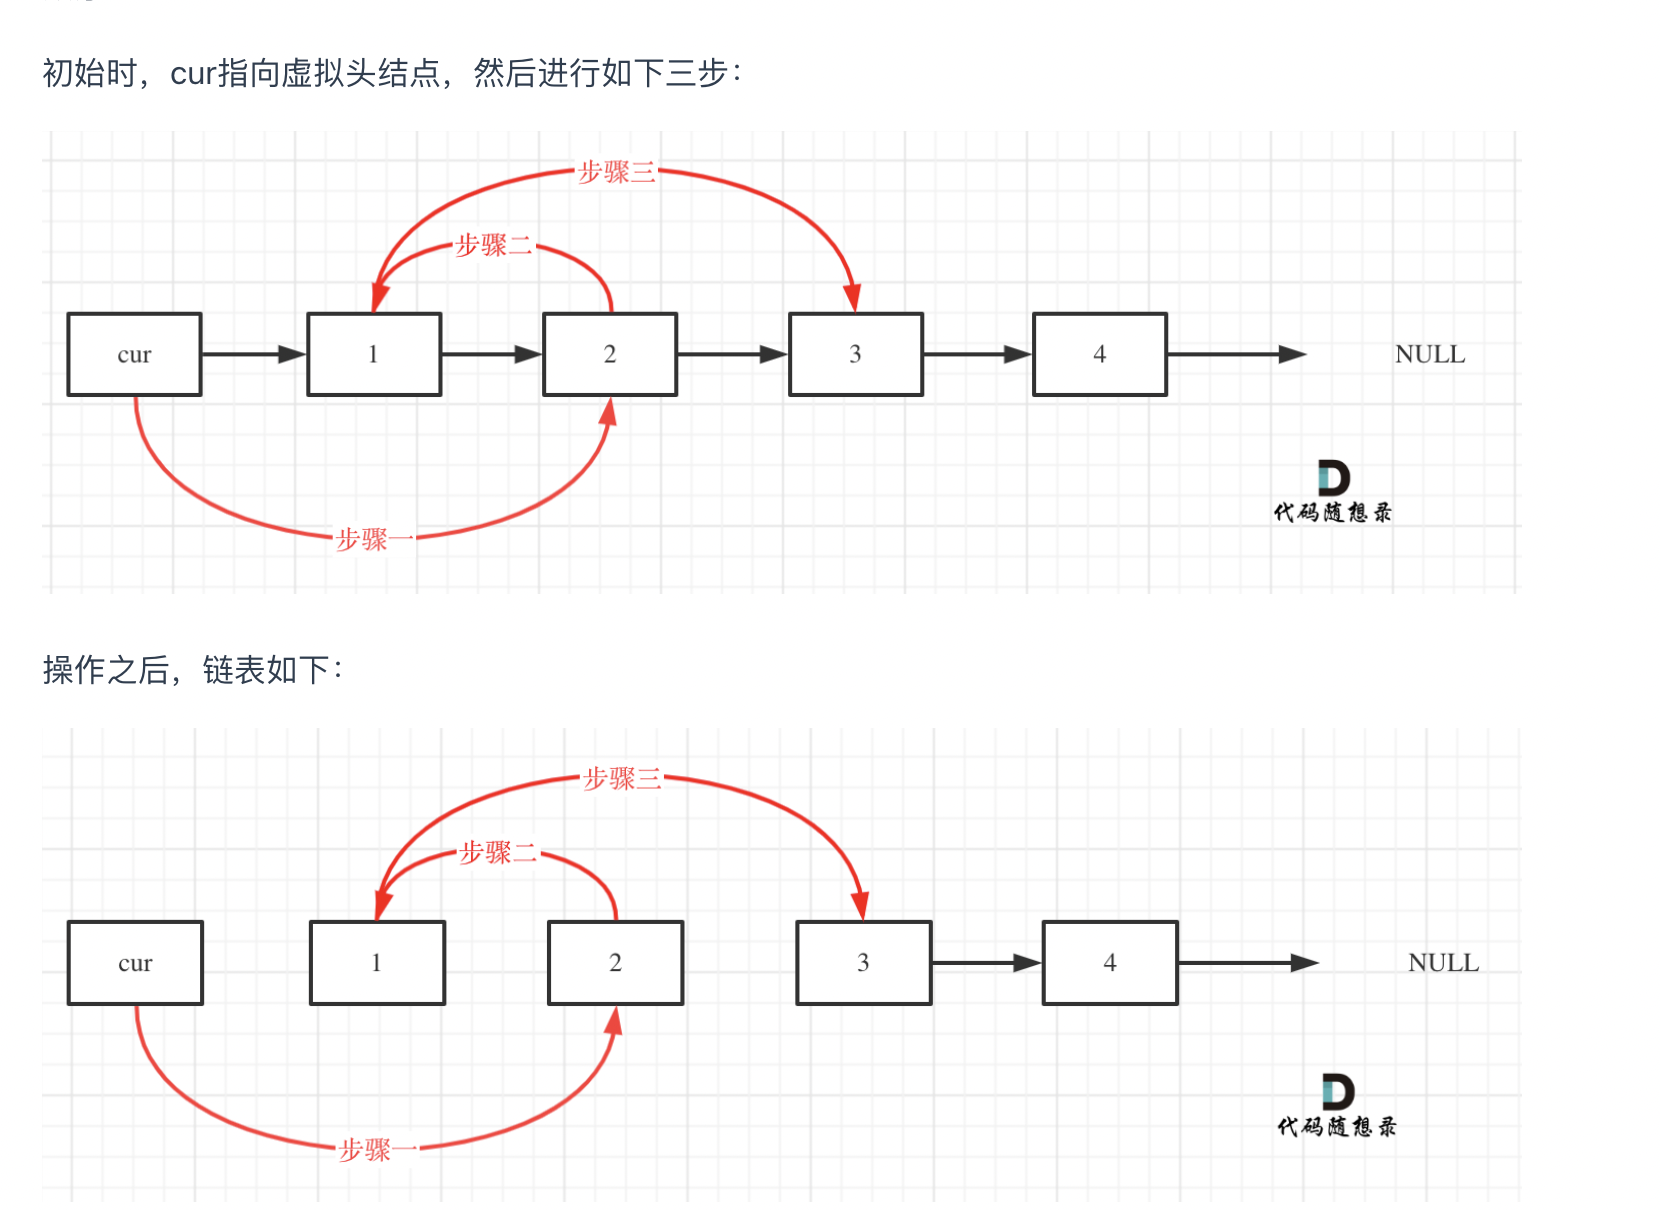 初始时，cur指向虚拟头结点，然后进行如下三步：
步骤三
步骤二
cur
1
2
3
4
NULL
步骤一
代码随想录
操作之后，链表如下：
步骤三
步骤二
cur
1
2
3
4
NULL
步骤一
代码随想录